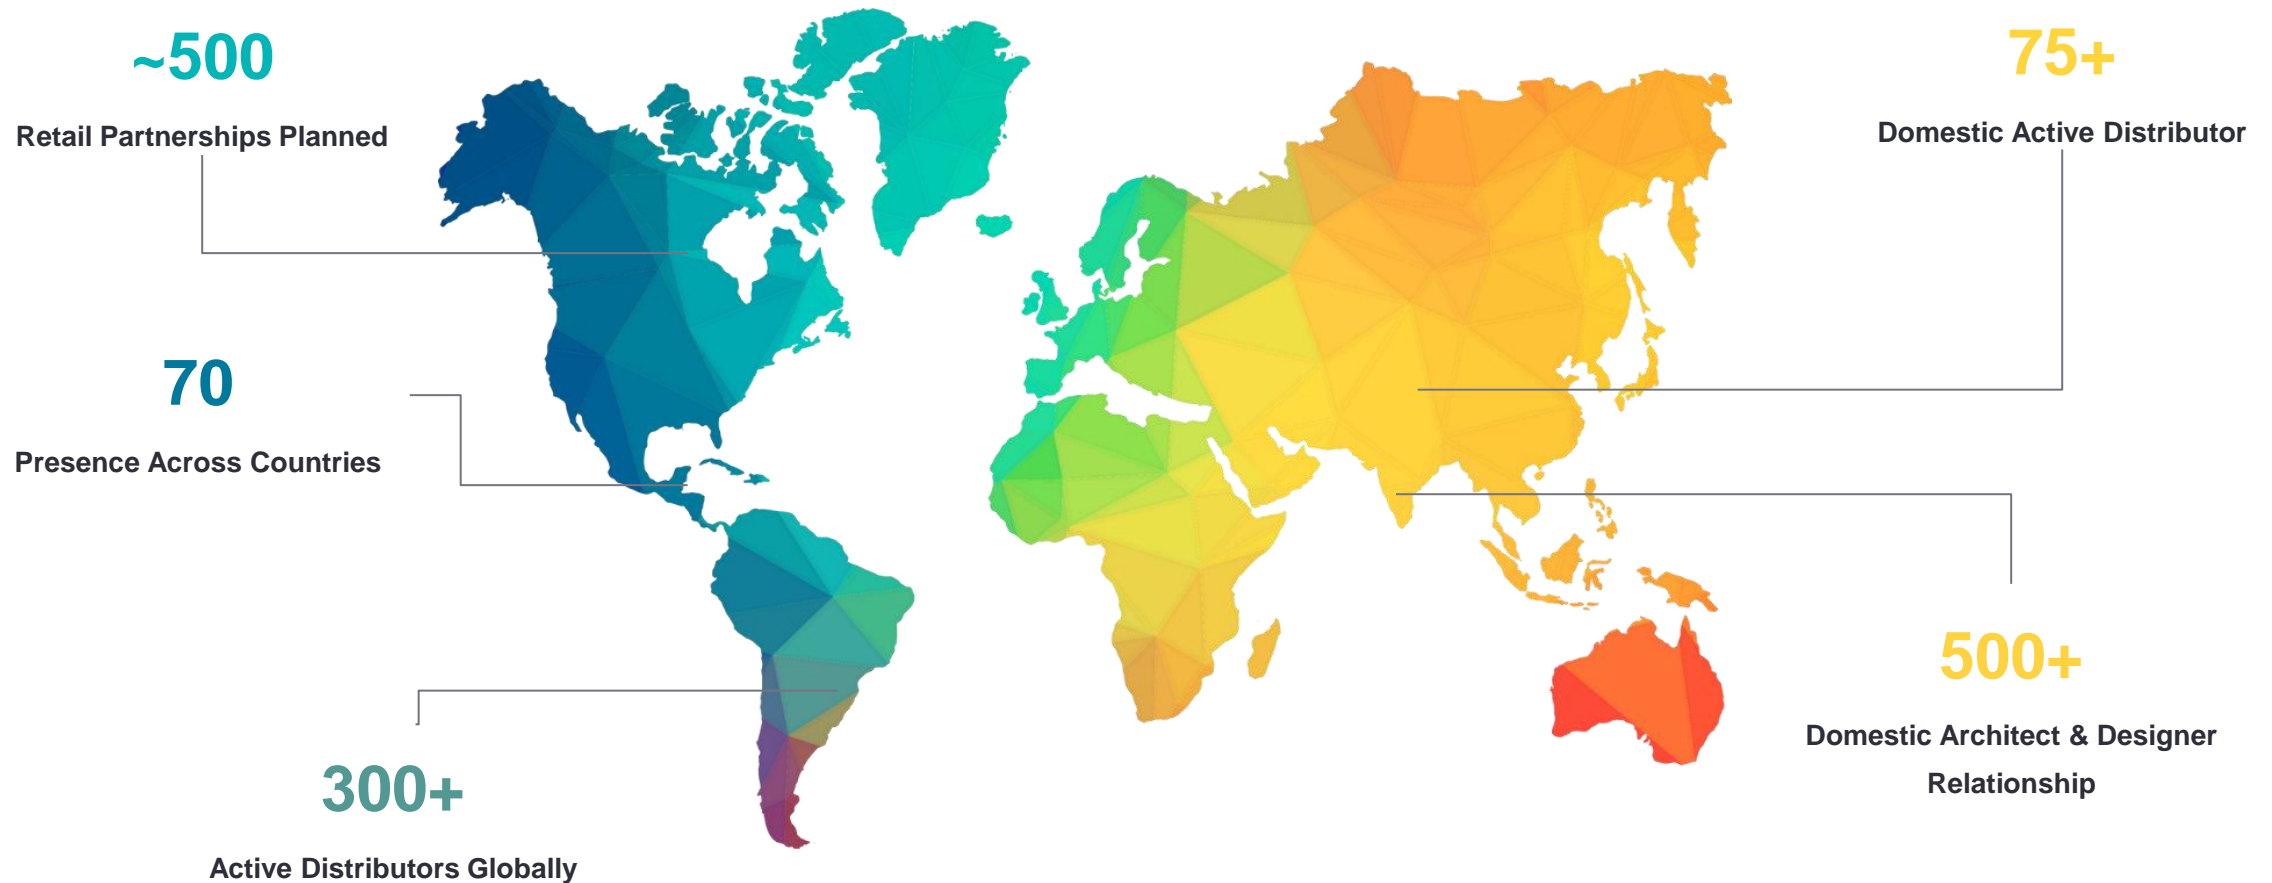 ~500
Retail Partnerships Planned
70
Presence Across Countries
300+
Active Distributors Globally
75+
Domestic Active Distributor
500+
Domestic Architect & Designer
Relationship